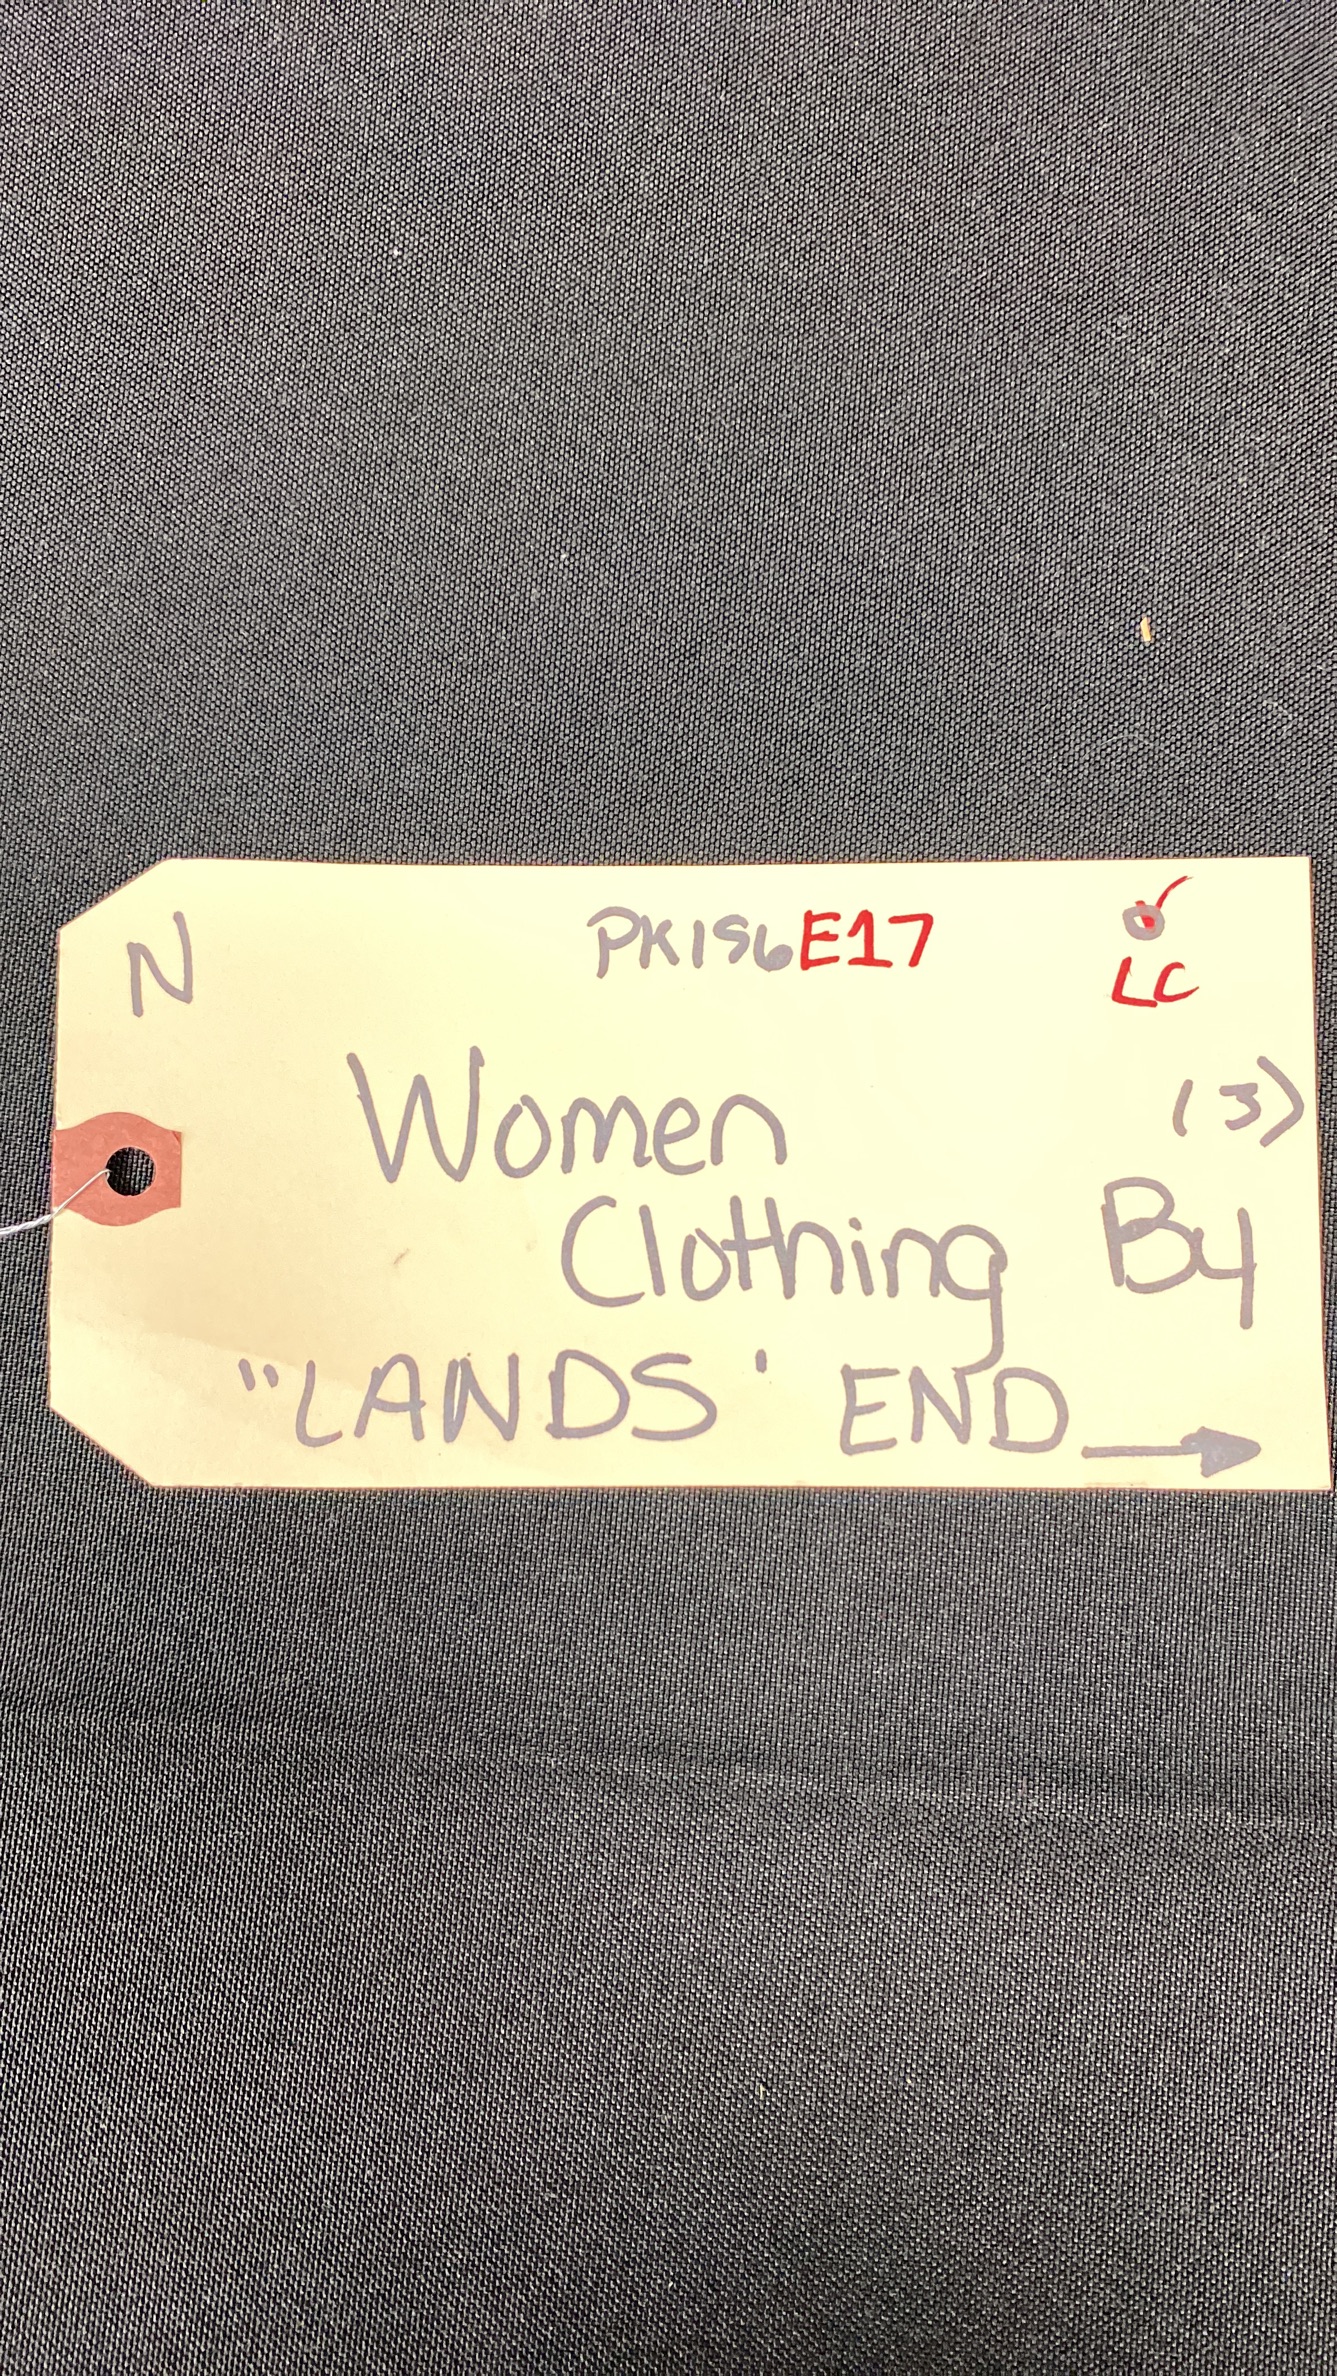 N PK156E17
LC
(3)
Women
Clothing By
"LANDS' END →